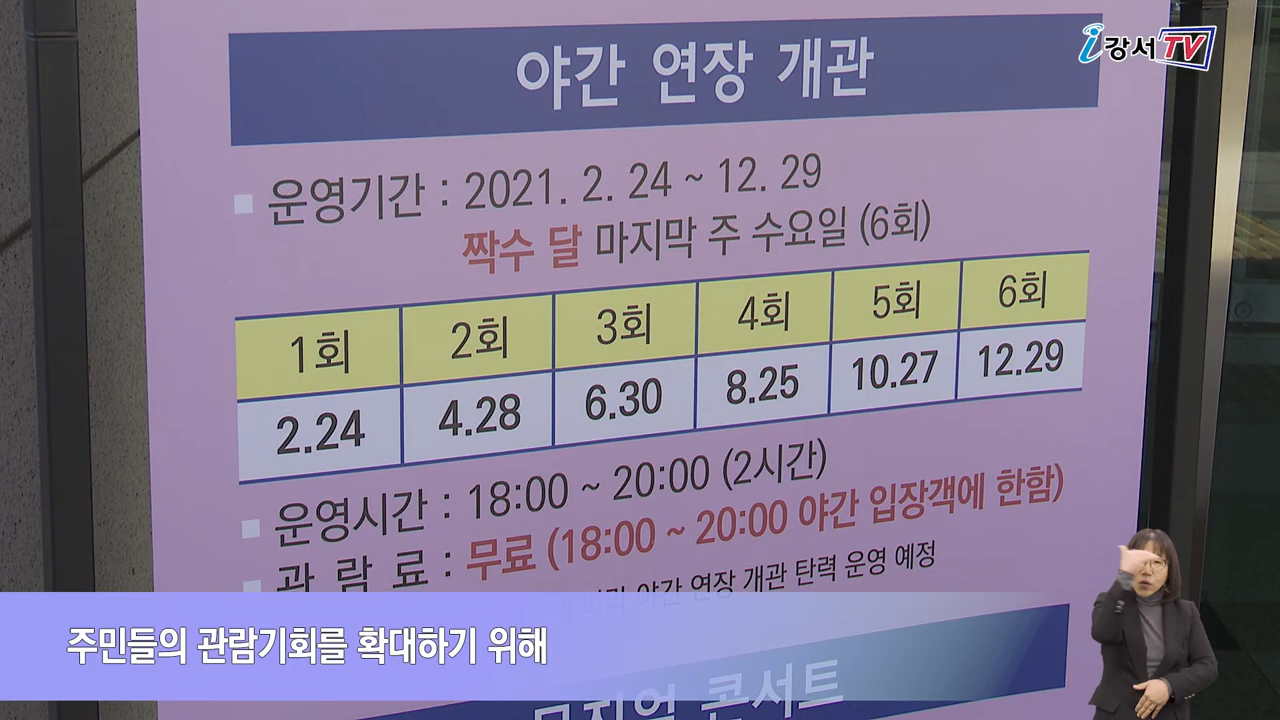 i강서TV
야간 연장 개관
운영기간 : 2021. 2. 24 ~ 12. 29
짝수 달 마지막 주 수요일 (6회)
1회 2회 3회 4회 5회 6회
2.24 4.28 6.30 8.25 10.27 12.29
운영시간 : 18:00 ~ 20:00 (2시간)
관 람 료 : 무료 (18:00 ~ 20:00 야간 입장객에 한함)
야간 연장 개관 탄력 운영 예정
주민들의 관람기회를 확대하기 위해
콘서트